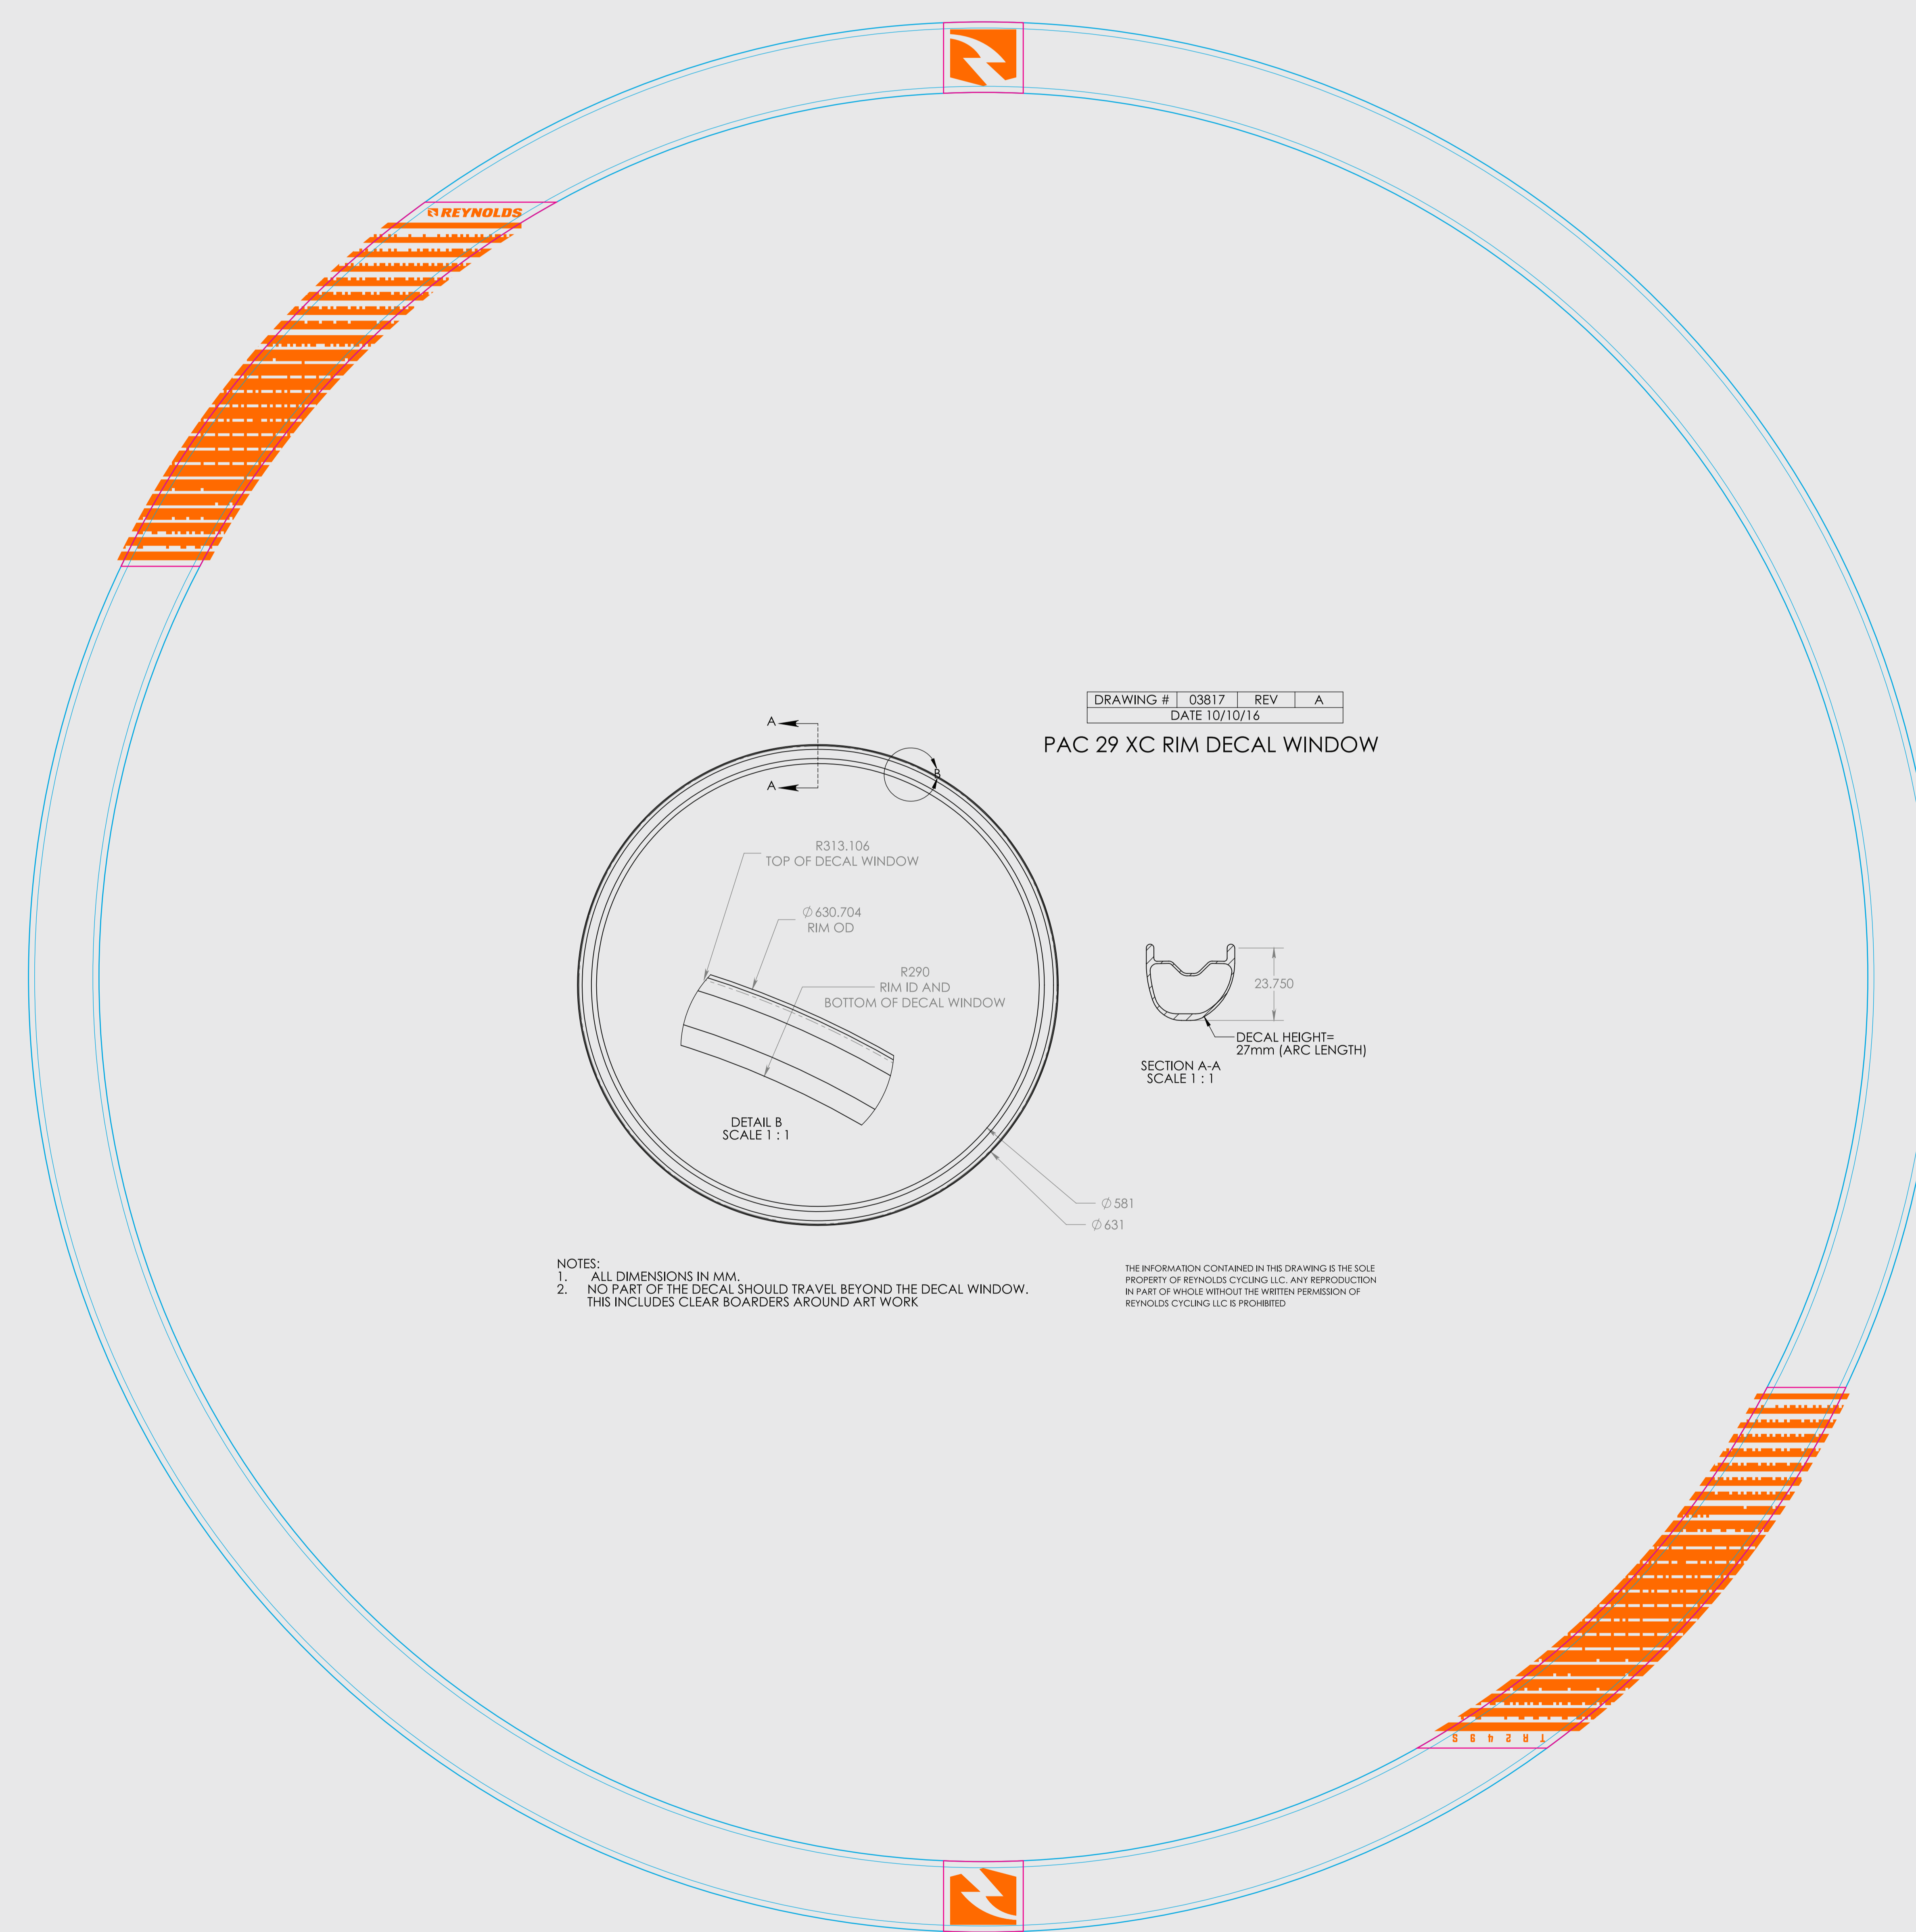 REYNOLDS
DRAWING # 03817 REV A
DATE 10/10/16
PAC 29 XC RIM DECAL WINDOW
A
A
B
R313.106
TOP OF DECAL WINDOW
∅ 630.704
RIM OD
R290
RIM ID AND
BOTTOM OF DECAL WINDOW
DETAIL B
SCALE 1 : 1
23.750
DECAL HEIGHT=
27mm (ARC LENGTH)
SECTION A-A
SCALE 1 : 1
∅ 581
∅ 631
NOTES:
1. ALL DIMENSIONS IN MM.
2. NO PART OF THE DECAL SHOULD TRAVEL BEYOND THE DECAL WINDOW.
THIS INCLUDES CLEAR BOARDERS AROUND ART WORK
THE INFORMATION CONTAINED IN THIS DRAWING IS THE SOLE
PROPERTY OF REYNOLDS CYCLING LLC. ANY REPRODUCTION
IN PART OF WHOLE WITHOUT THE WRITTEN PERMISSION OF
REYNOLDS CYCLING LLC IS PROHIBITED